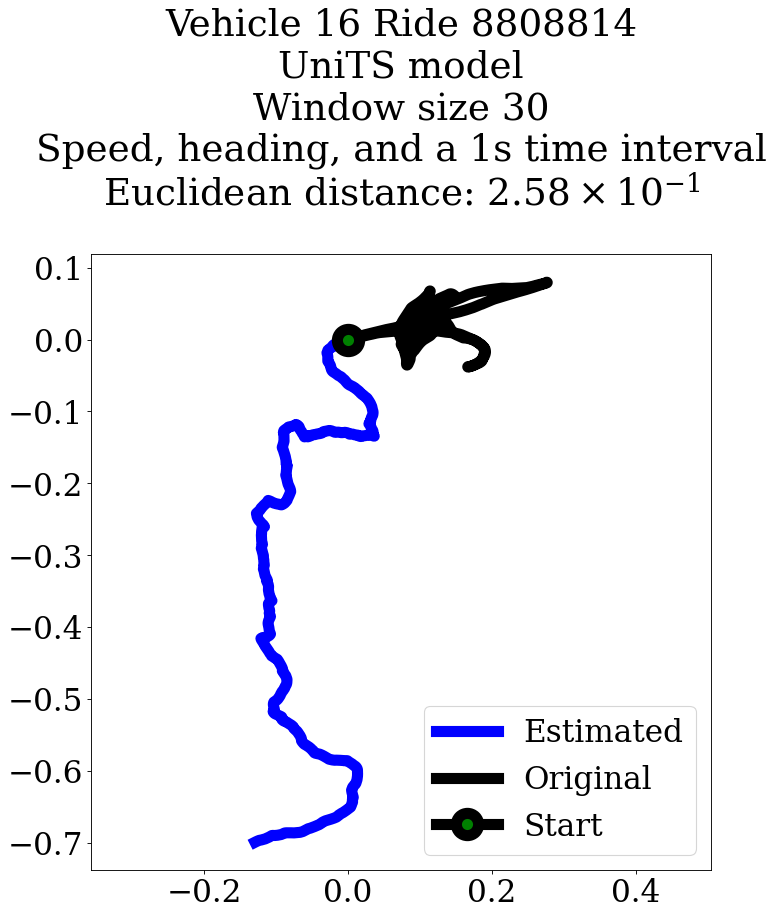 Vehicle 16 Ride 8808814
UniTS model
Window size 30
Speed, heading, and a 1s time interval
Euclidean distance: 2.58 × 10⁻¹
0.1
0.0
−0.1
−0.2
−0.3
−0.4
−0.5
−0.6
−0.7
Estimated
Original
Start
−0.2 0.0 0.2 0.4